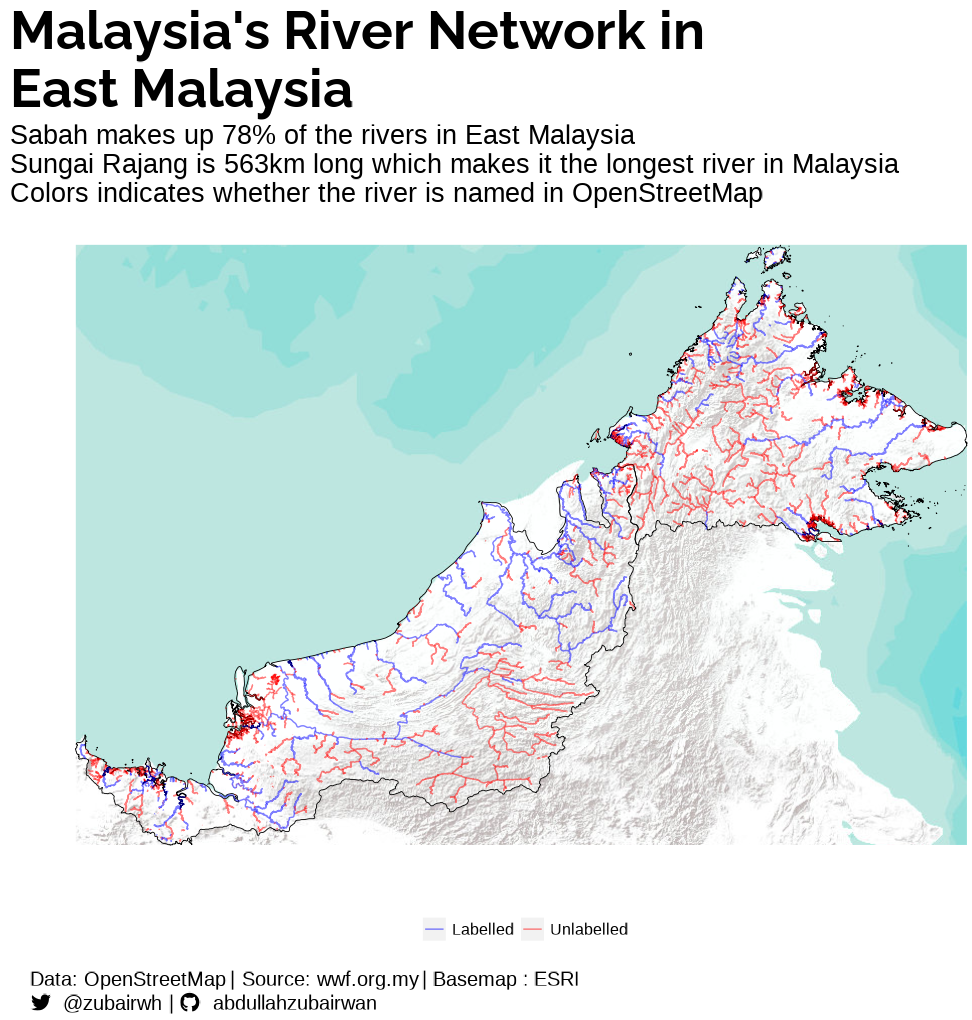 Malaysia's River Network in
East Malaysia
Sabah makes up 78% of the rivers in East Malaysia
Sungai Rajang is 563km long which makes it the longest river in Malaysia
Colors indicates whether the river is named in OpenStreetMap
Labelled Unlabelled
Data: OpenStreetMap | Source: wwf.org.my | Basemap : ESRI
@zubairwh | abdullahzubairwan